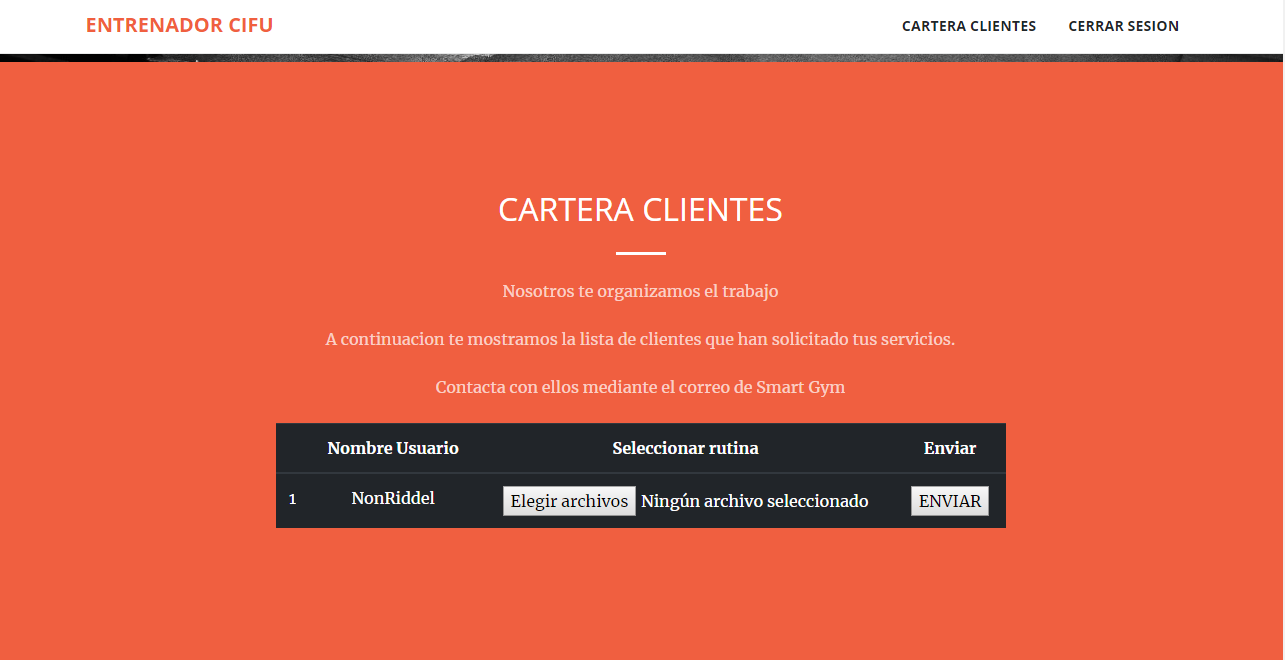 ENTRENADOR CIFU
CARTERA CLIENTES CERRAR SESION
CARTERA CLIENTES
Nosotros te organizamos el trabajo
A continuacion te mostramos la lista de clientes que han solicitado tus servicios.
Contacta con ellos mediante el correo de Smart Gym
Nombre Usuario Seleccionar rutina Enviar
1 NonRiddel Elegir archivos Ningún archivo seleccionado ENVIAR